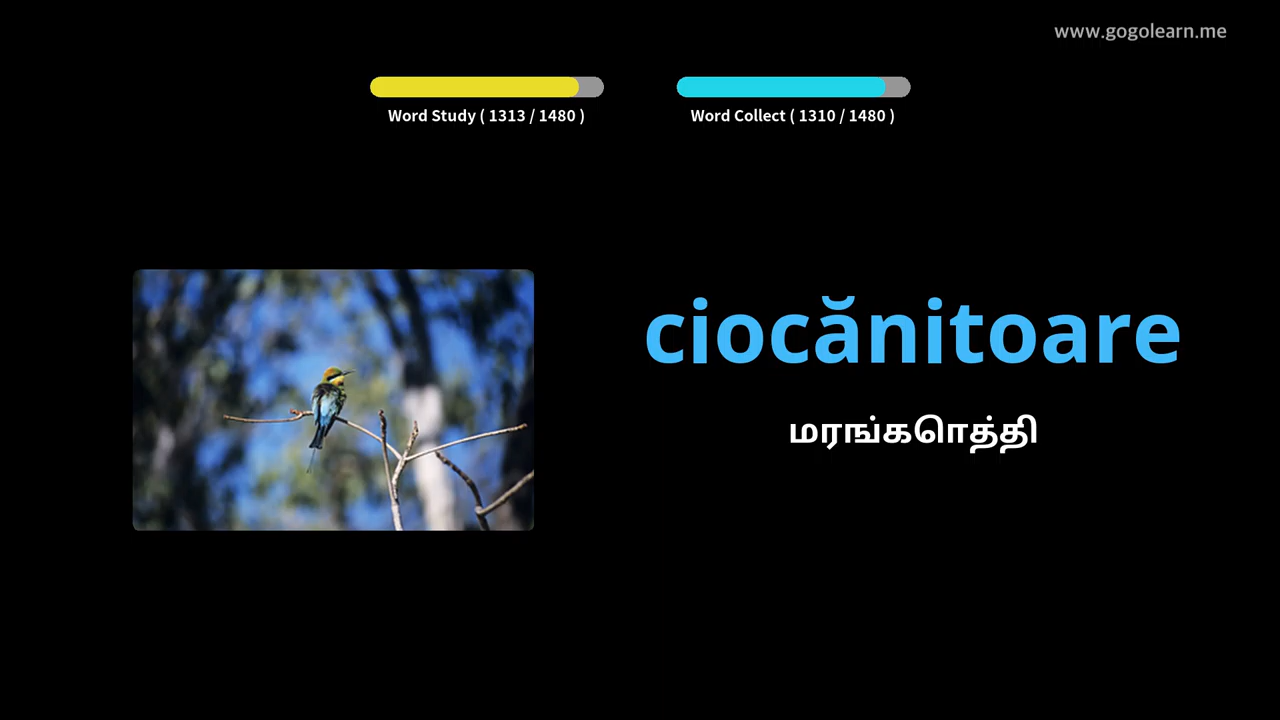 www.gogolearn.me
Word Study ( 1313 / 1480 )
Word Collect ( 1310 / 1480 )
ciocănitoare
மரங்கொத்தி